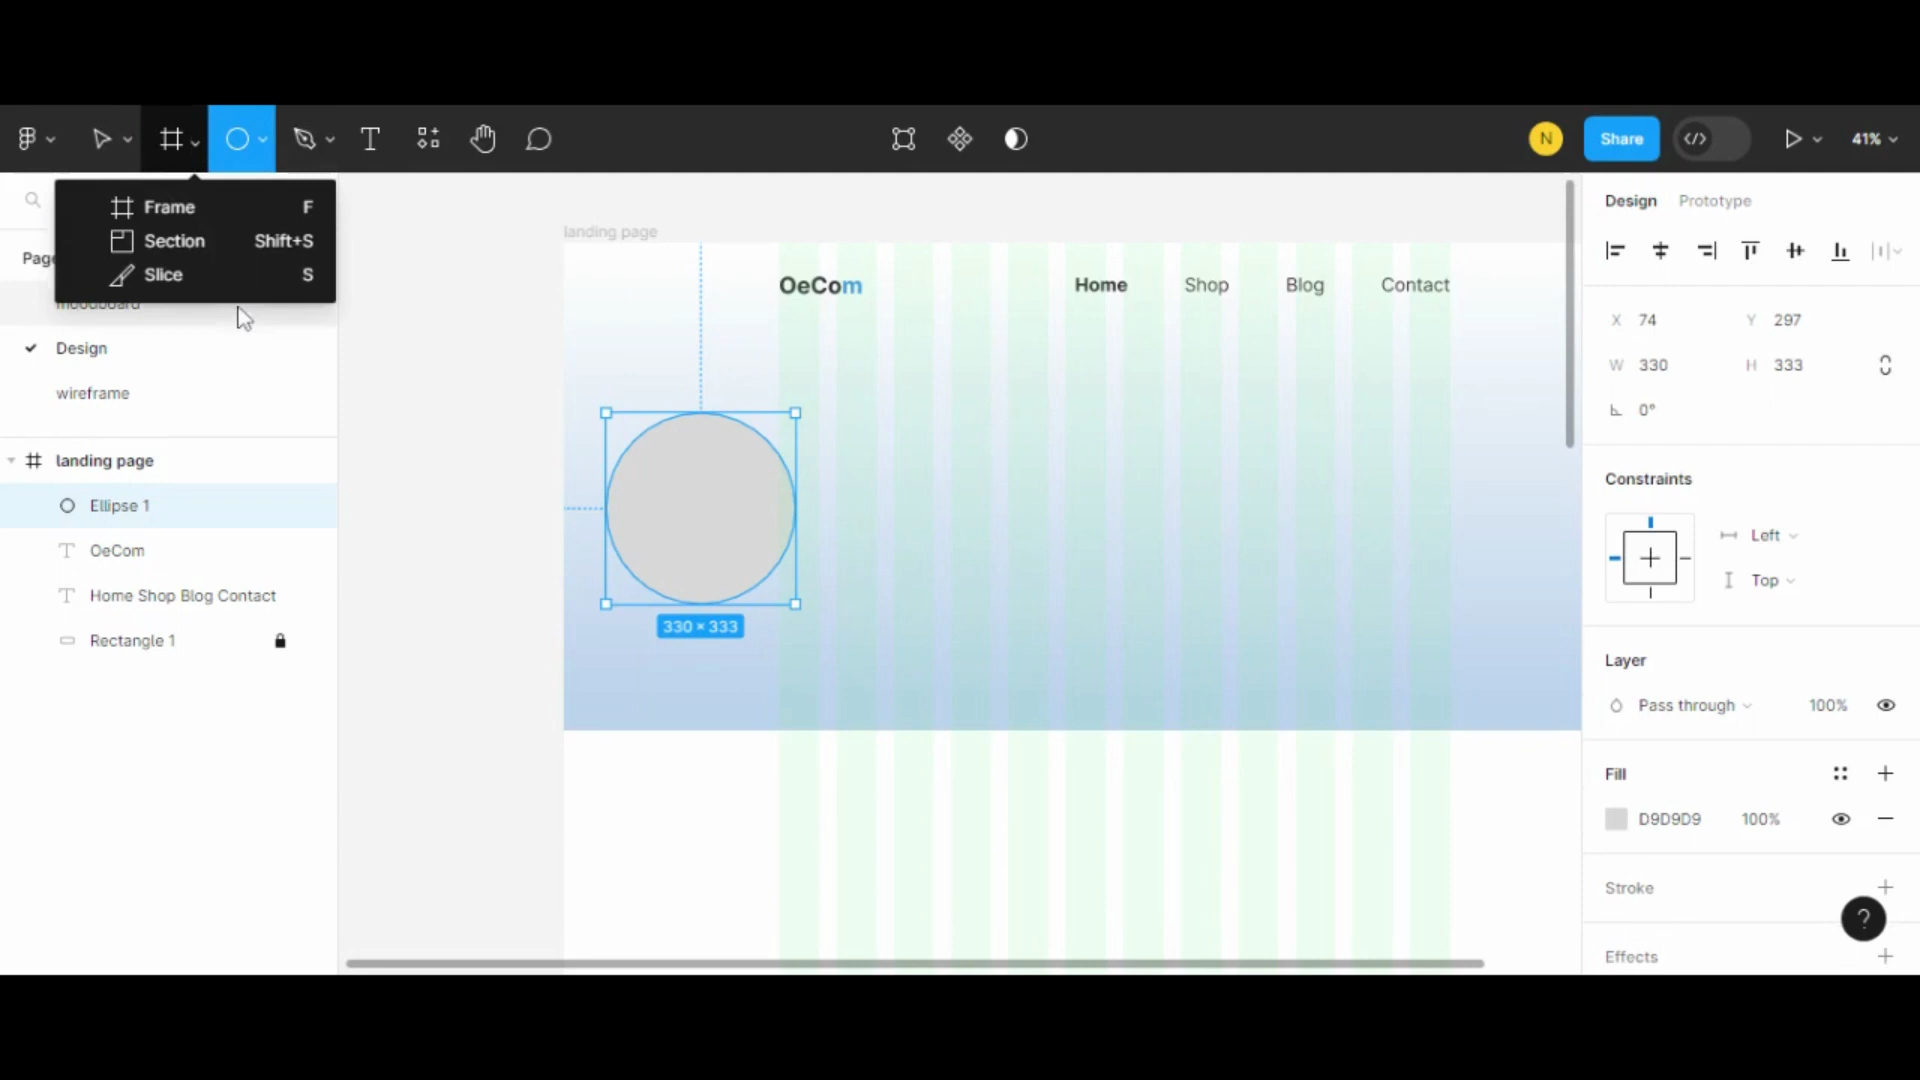 N
Share
41%
Frame F
Section Shift+S
Slice S
Page
moodboard
Design
wireframe
landing page
Ellipse 1
OeCom
Home Shop Blog Contact
Rectangle 1
landing page
OeCom
Home
Shop
Blog
Contact
330 × 333
Design
Prototype
X 74
Y 297
W 330
H 333
0°
Constraints
Left
Top
Layer
Pass through
100%
Fill
D9D9D9
100%
Stroke
?
Effects